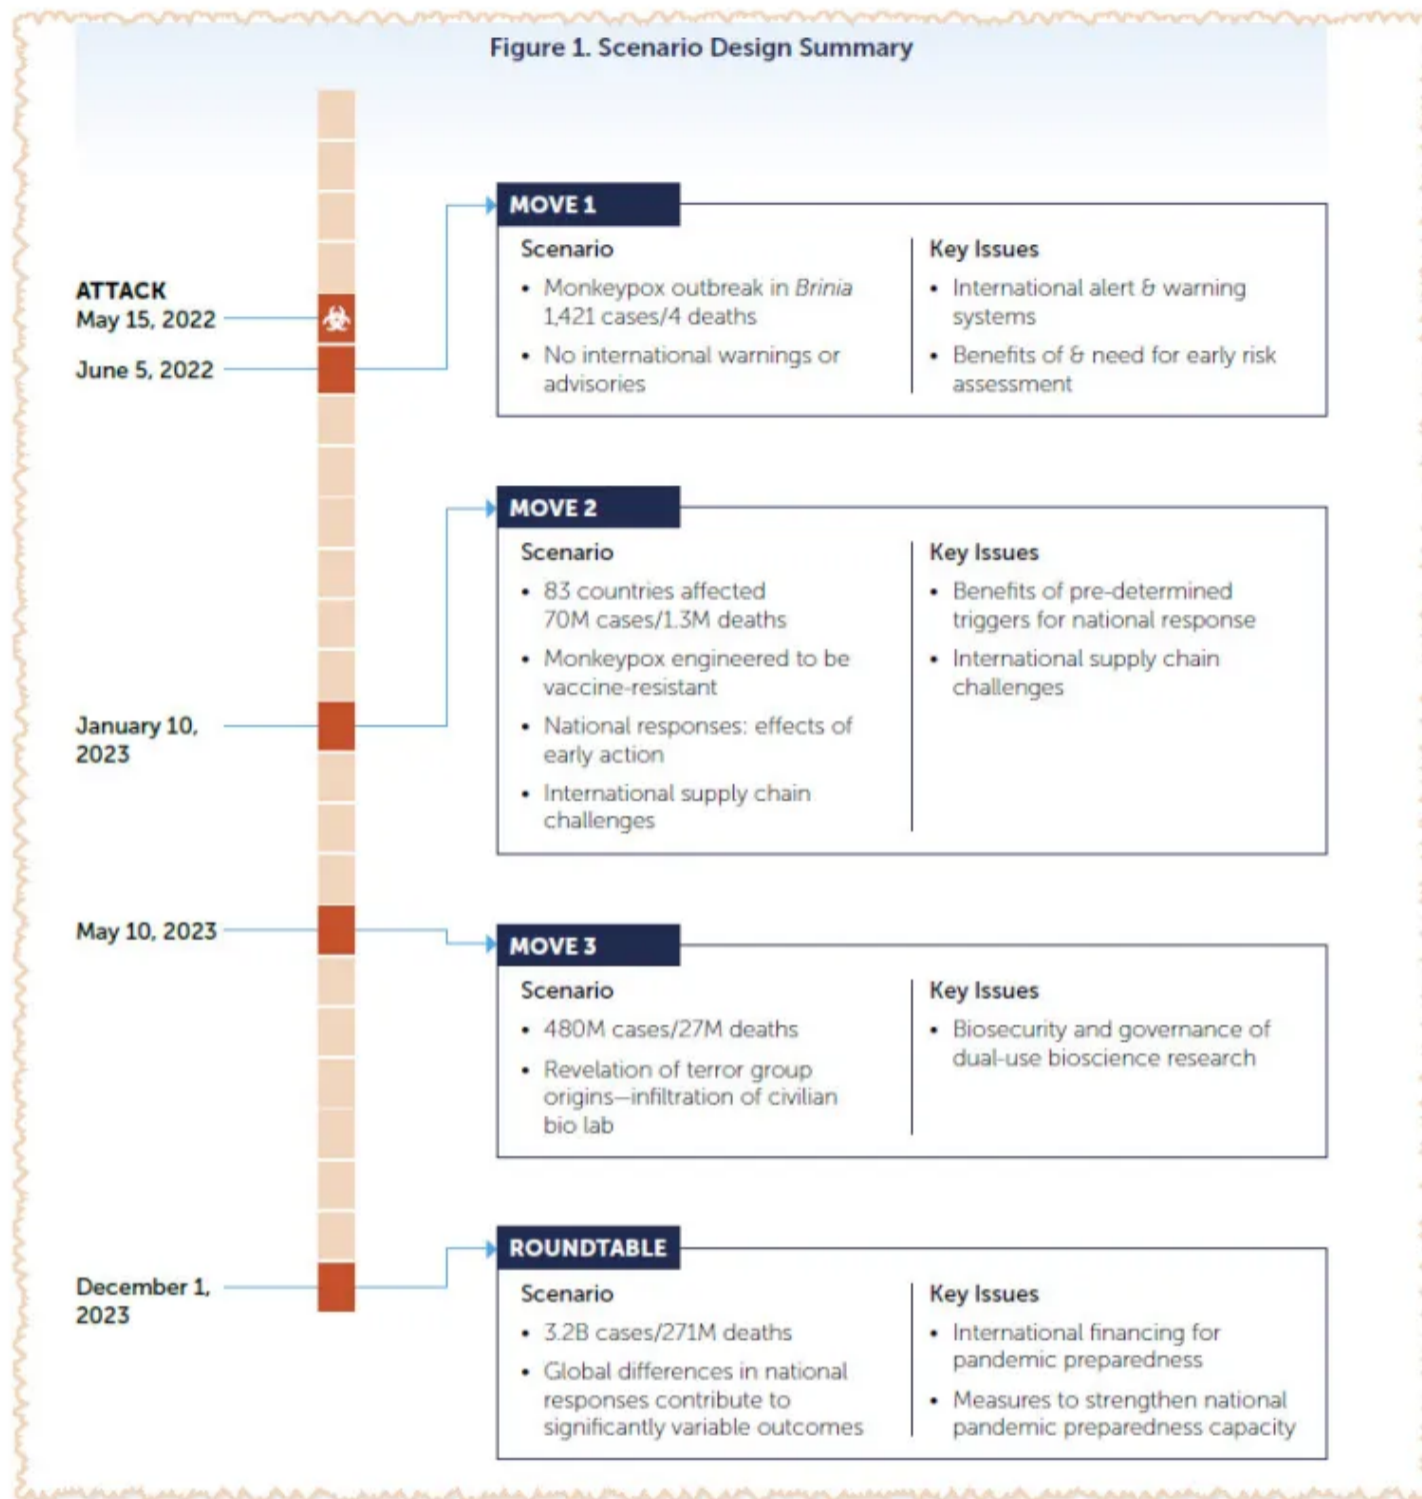 Figure 1. Scenario Design Summary
ATTACK
May 15, 2022
June 5, 2022
MOVE 1
Scenario
• Monkeypox outbreak in Brinia
1,421 cases/4 deaths
• No international warnings or
advisories
Key Issues
• International alert & warning
systems
• Benefits of & need for early risk
assessment
January 10,
2023
MOVE 2
Scenario
• 83 countries affected
70M cases/1.3M deaths
• Monkeypox engineered to be
vaccine-resistant
• National responses: effects of
early action
• International supply chain
challenges
Key Issues
• Benefits of pre-determined
triggers for national response
• International supply chain
challenges
May 10, 2023
MOVE 3
Scenario
• 480M cases/27M deaths
• Revelation of terror group
origins—infiltration of civilian
bio lab
Key Issues
• Biosecurity and governance of
dual-use bioscience research
December 1,
2023
ROUNDTABLE
Scenario
• 3.2B cases/271M deaths
• Global differences in national
responses contribute to
significantly variable outcomes
Key Issues
• International financing for
pandemic preparedness
• Measures to strengthen national
pandemic preparedness capacity